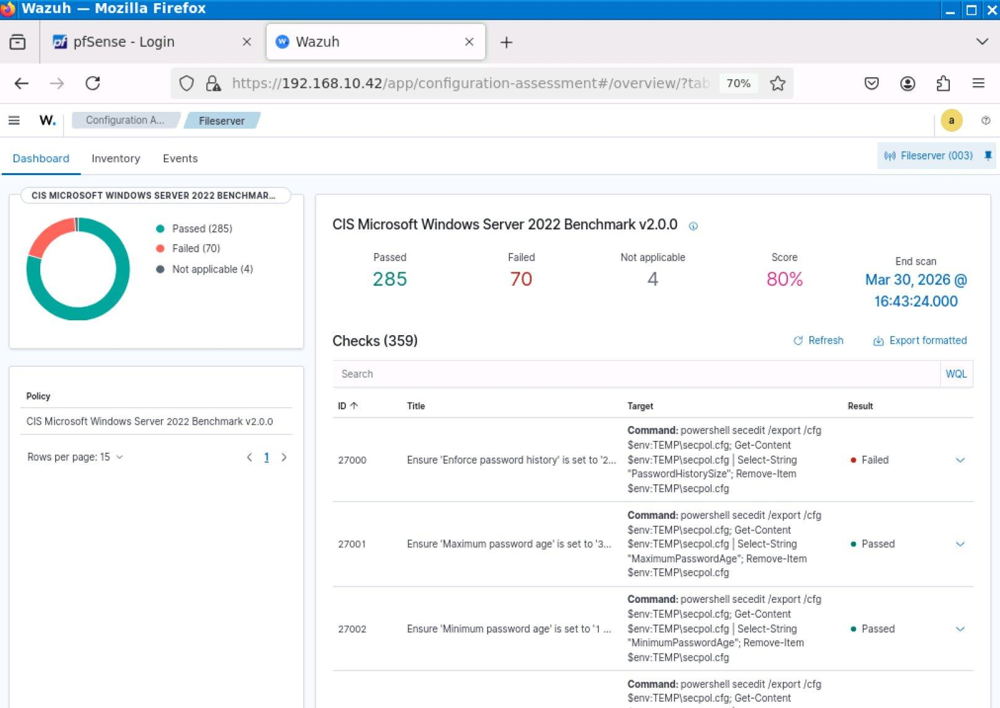 Wazuh — Mozilla Firefox
pfSense - Login
Wazuh
https://192.168.10.42/app/configuration-assessment#/overview/?tab
70%
W.
Configuration A...
Fileserver
a
Dashboard
Inventory
Events
Fileserver (003)
CIS MICROSOFT WINDOWS SERVER 2022 BENCHMAR...
Passed (285)
Failed (70)
Not applicable (4)
Policy
CIS Microsoft Windows Server 2022 Benchmark v2.0.0
Rows per page: 15
1
CIS Microsoft Windows Server 2022 Benchmark v2.0.0
Passed
285
Failed
70
Not applicable
4
Score
80%
End scan
Mar 30, 2026 @
16:43:24.000
Checks (359)
Refresh
Export formatted
Search
WQL
ID
Title
Target
Result
27000
Ensure 'Enforce password history' is set to '2...
Command: powershell secedit /export /cfg
$env:TEMP\secpol.cfg; Get-Content
$env:TEMP\secpol.cfg | Select-String
"PasswordHistorySize"; Remove-Item
$env:TEMP\secpol.cfg
Failed
27001
Ensure 'Maximum password age' is set to '3...
Command: powershell secedit /export /cfg
$env:TEMP\secpol.cfg; Get-Content
$env:TEMP\secpol.cfg | Select-String
"MaximumPasswordAge"; Remove-Item
$env:TEMP\secpol.cfg
Passed
27002
Ensure 'Minimum password age' is set to '1 ...
Command: powershell secedit /export /cfg
$env:TEMP\secpol.cfg; Get-Content
$env:TEMP\secpol.cfg | Select-String
"MinimumPasswordAge"; Remove-Item
$env:TEMP\secpol.cfg
Passed
Command: powershell secedit /export /cfg
$env:TEMP\secpol.cfg; Get-Content